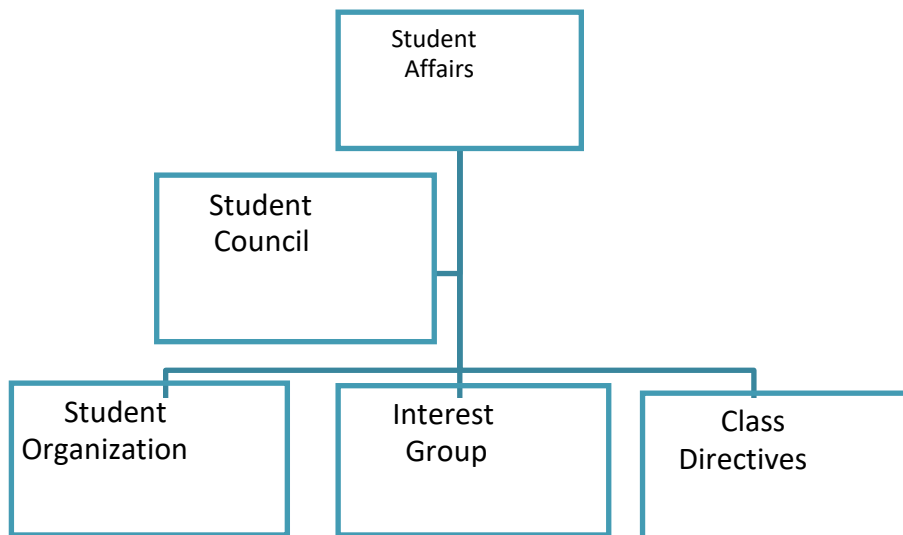 Student
Affairs
Student
Council
Student
Organization
Interest
Group
Class
Directives